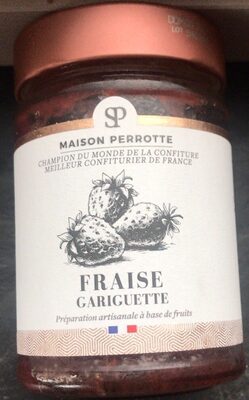 SP
MAISON PERROTTE
CHAMPION DU MONDE DE LA CONFITURE
MEILLEUR CONFITURIER DE FRANCE
FRAISE
GARIGUETTE
Préparation artisanale à base de fruits